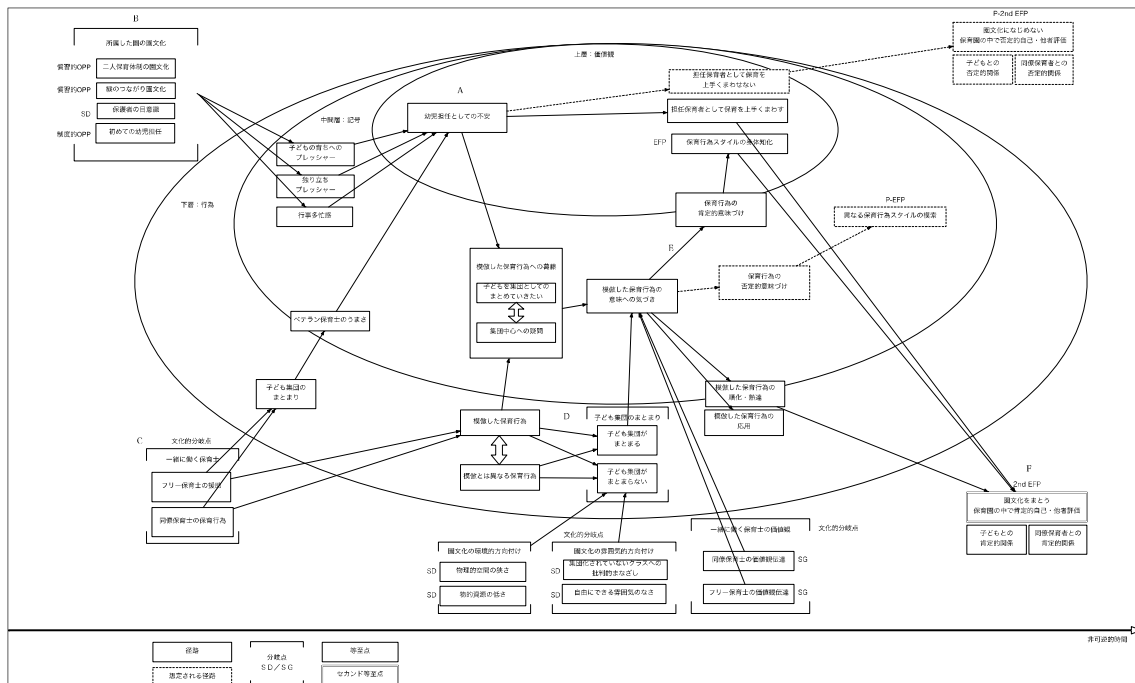 B
所属した園の園文化
慣習的OPP
二人保育体制の園文化
慣習的OPP
縦のつながり園文化
SD
保護者の目意識
制度的OPP
初めての幼児担任
上層：価値観
中間層：記号
下層：行為
A
幼児担任としての不安
子どもの育ちへの
プレッシャー
独り立ち
プレッシャー
行事多忙感
担任保育者として保育を
上手くまわせない
担任保育者として保育を上手くまわす
EFP
保育行為スタイルの身体知化
P-2nd EFP
園文化になじめない
保育園の中で否定的自己・他者評価
子どもとの
否定的関係
同僚保育者との
否定的関係
保育行為の
肯定的意味づけ
P-EFP
異なる保育行為スタイルの模索
E
保育行為の
否定的意味づけ
模倣した保育行為への葛藤
子どもを集団としての
まとめていきたい
集団中心への疑問
模倣した保育行為の
意味への気づき
ベテラン保育士のうまさ
子ども集団の
まとまり
模倣した保育行為の
順化・熟達
模倣した保育行為の
応用
模倣した保育行為
模倣とは異なる保育行為
D
子ども集団のまとまり
子ども集団が
まとまる
子ども集団が
まとまらない
C
文化的分岐点
一緒に働く保育士
フリー保育士の援助
同僚保育士の保育行為
F
2nd EFP
園文化をまとう
保育園の中で肯定的自己・他者評価
子どもとの
肯定的関係
同僚保育者との
肯定的関係
文化的分岐点
園文化の環境的方向付け
SD
物理的空間の狭さ
SD
物的資源の低さ
園文化の雰囲気的方向付け
SD
集団化されていないクラスへの
批判的まなざし
SD
自由にできる雰囲気のなさ
一緒に働く保育士の価値観
文化的分岐点
同僚保育士の価値観伝達
SG
フリー保育士の価値観伝達
SG
非可逆的時間
径路
想定される径路
分岐点
SD／SG
等至点
セカンド等至点